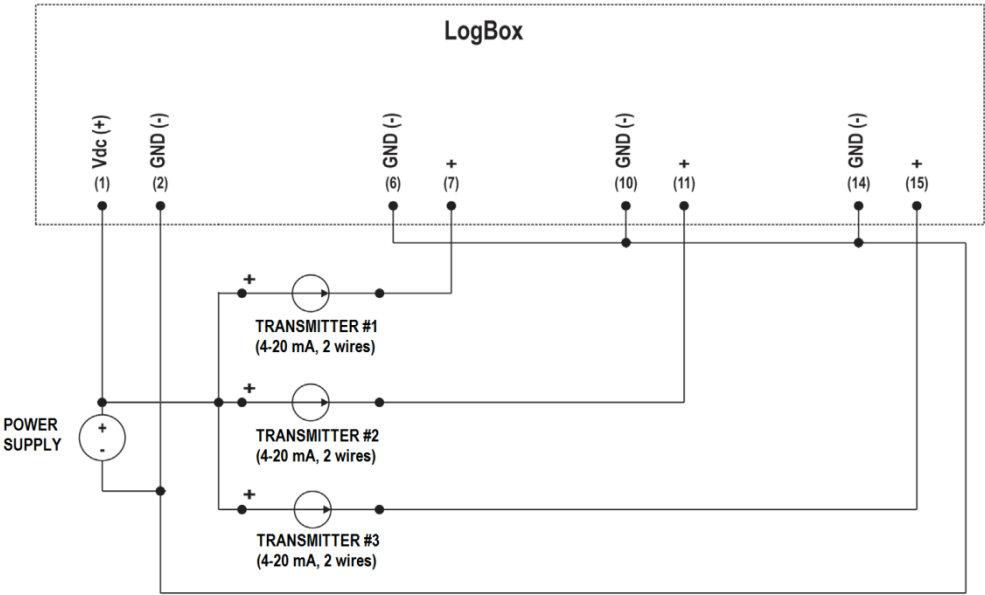 LogBox
Vdc (+)
(1)
GND (-)
(2)
GND (-)
(6)
+
(7)
GND (-)
(10)
+
(11)
GND (-)
(14)
+
(15)
+
TRANSMITTER #1
(4-20 mA, 2 wires)
+
TRANSMITTER #2
(4-20 mA, 2 wires)
POWER
SUPPLY
+
-
+
TRANSMITTER #3
(4-20 mA, 2 wires)